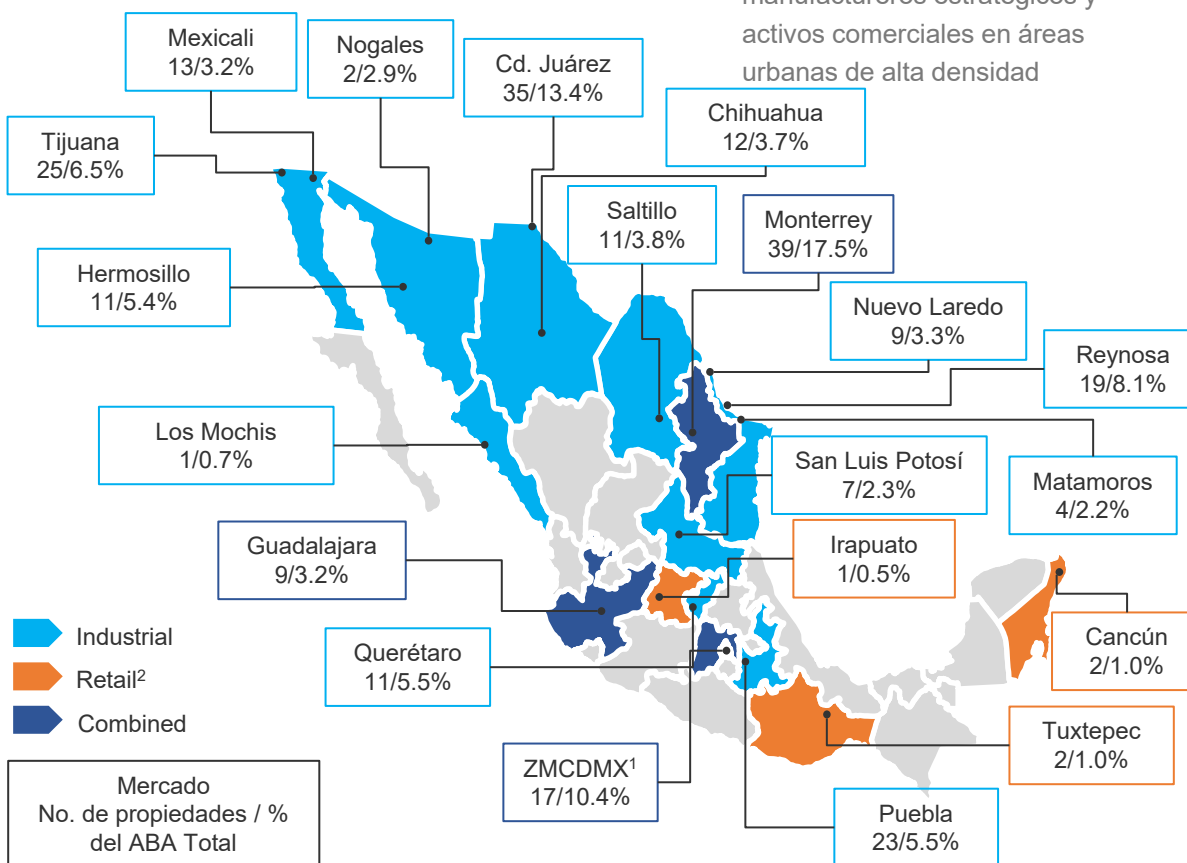 manufactureros estratégicos y
activos comerciales en áreas
urbanas de alta densidad
Mexicali
13/3.2%
Nogales
2/2.9%
Cd. Juárez
35/13.4%
Chihuahua
12/3.7%
Tijuana
25/6.5%
Saltillo
11/3.8%
Monterrey
39/17.5%
Hermosillo
11/5.4%
Nuevo Laredo
9/3.3%
Reynosa
19/8.1%
Los Mochis
1/0.7%
San Luis Potosí
7/2.3%
Matamoros
4/2.2%
Guadalajara
9/3.2%
Irapuato
1/0.5%
Industrial
Retail²
Combined
Querétaro
11/5.5%
Cancún
2/1.0%
Tuxtepec
2/1.0%
ZMCDMX¹
17/10.4%
Puebla
23/5.5%
Mercado
No. de propiedades / %
del ABA Total